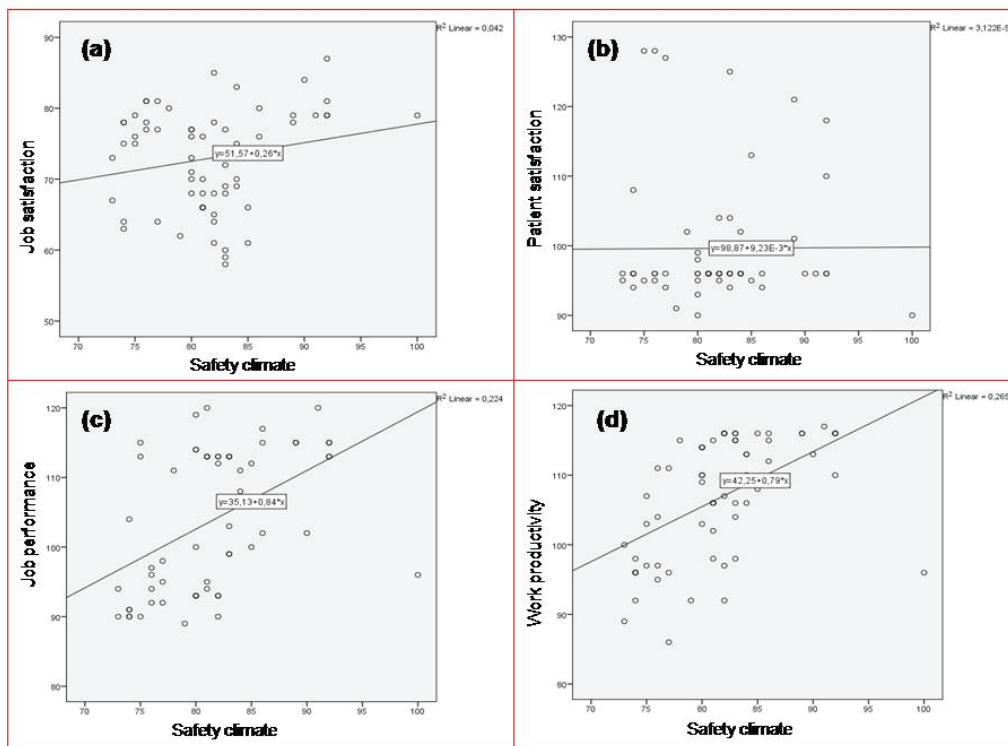 (a)
R² Linear = 0,042
90
80
70
60
50
Job satisfaction
y=51,57+0,26*x
70 75 80 85 90 95 100
Safety climate
(b)
R² Linear = 3,122E-5
130
120
110
100
90
Patient satisfaction
y=98,87+9,23E-3*x
70 75 80 85 90 95 100
Safety climate
(c)
R² Linear = 0,224
120
110
100
90
80
Job performance
y=35,13+0,84*x
70 75 80 85 90 95 100
Safety climate
(d)
R² Linear = 0,265
120
110
100
90
80
Work productivity
y=42,25+0,79*x
70 75 80 85 90 95 100
Safety climate